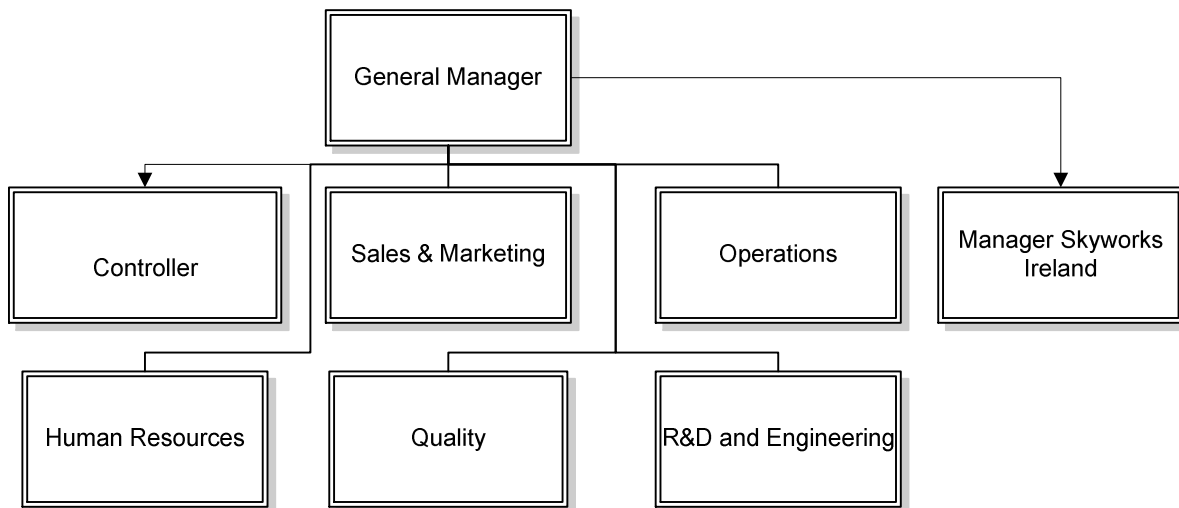 General Manager
Controller
Sales & Marketing
Operations
Manager Skyworks
Ireland
Human Resources
Quality
R&D and Engineering